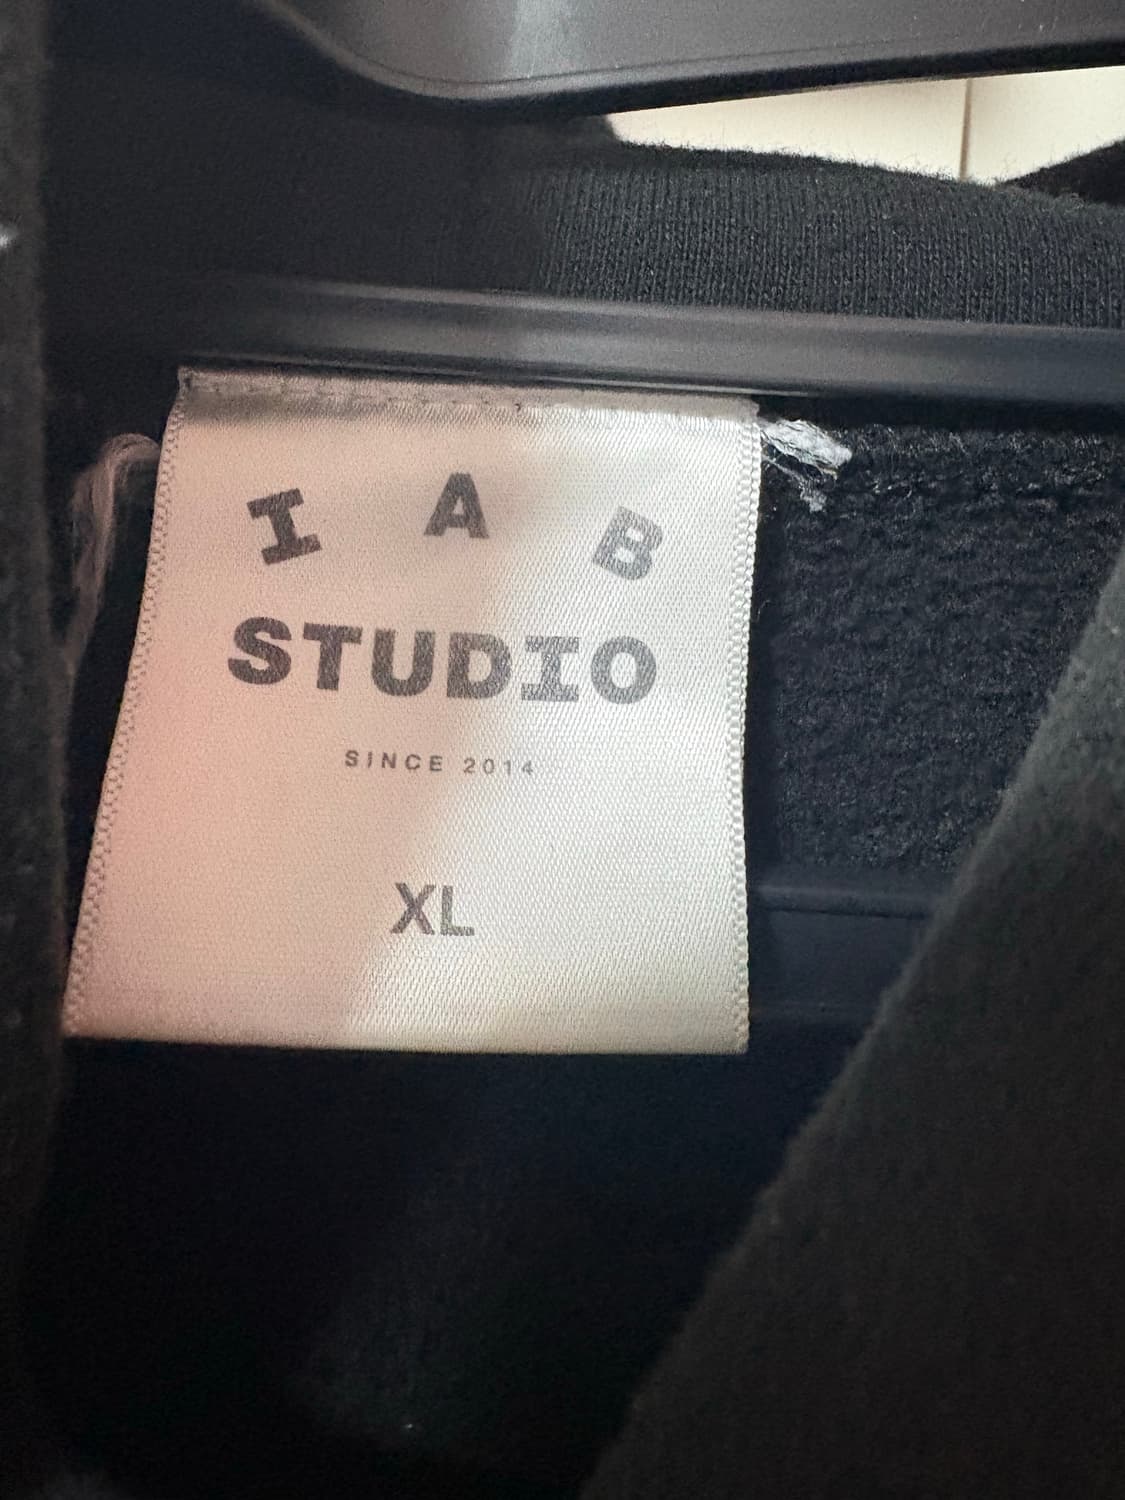 I A B
STUDIO
SINCE 2014
XL